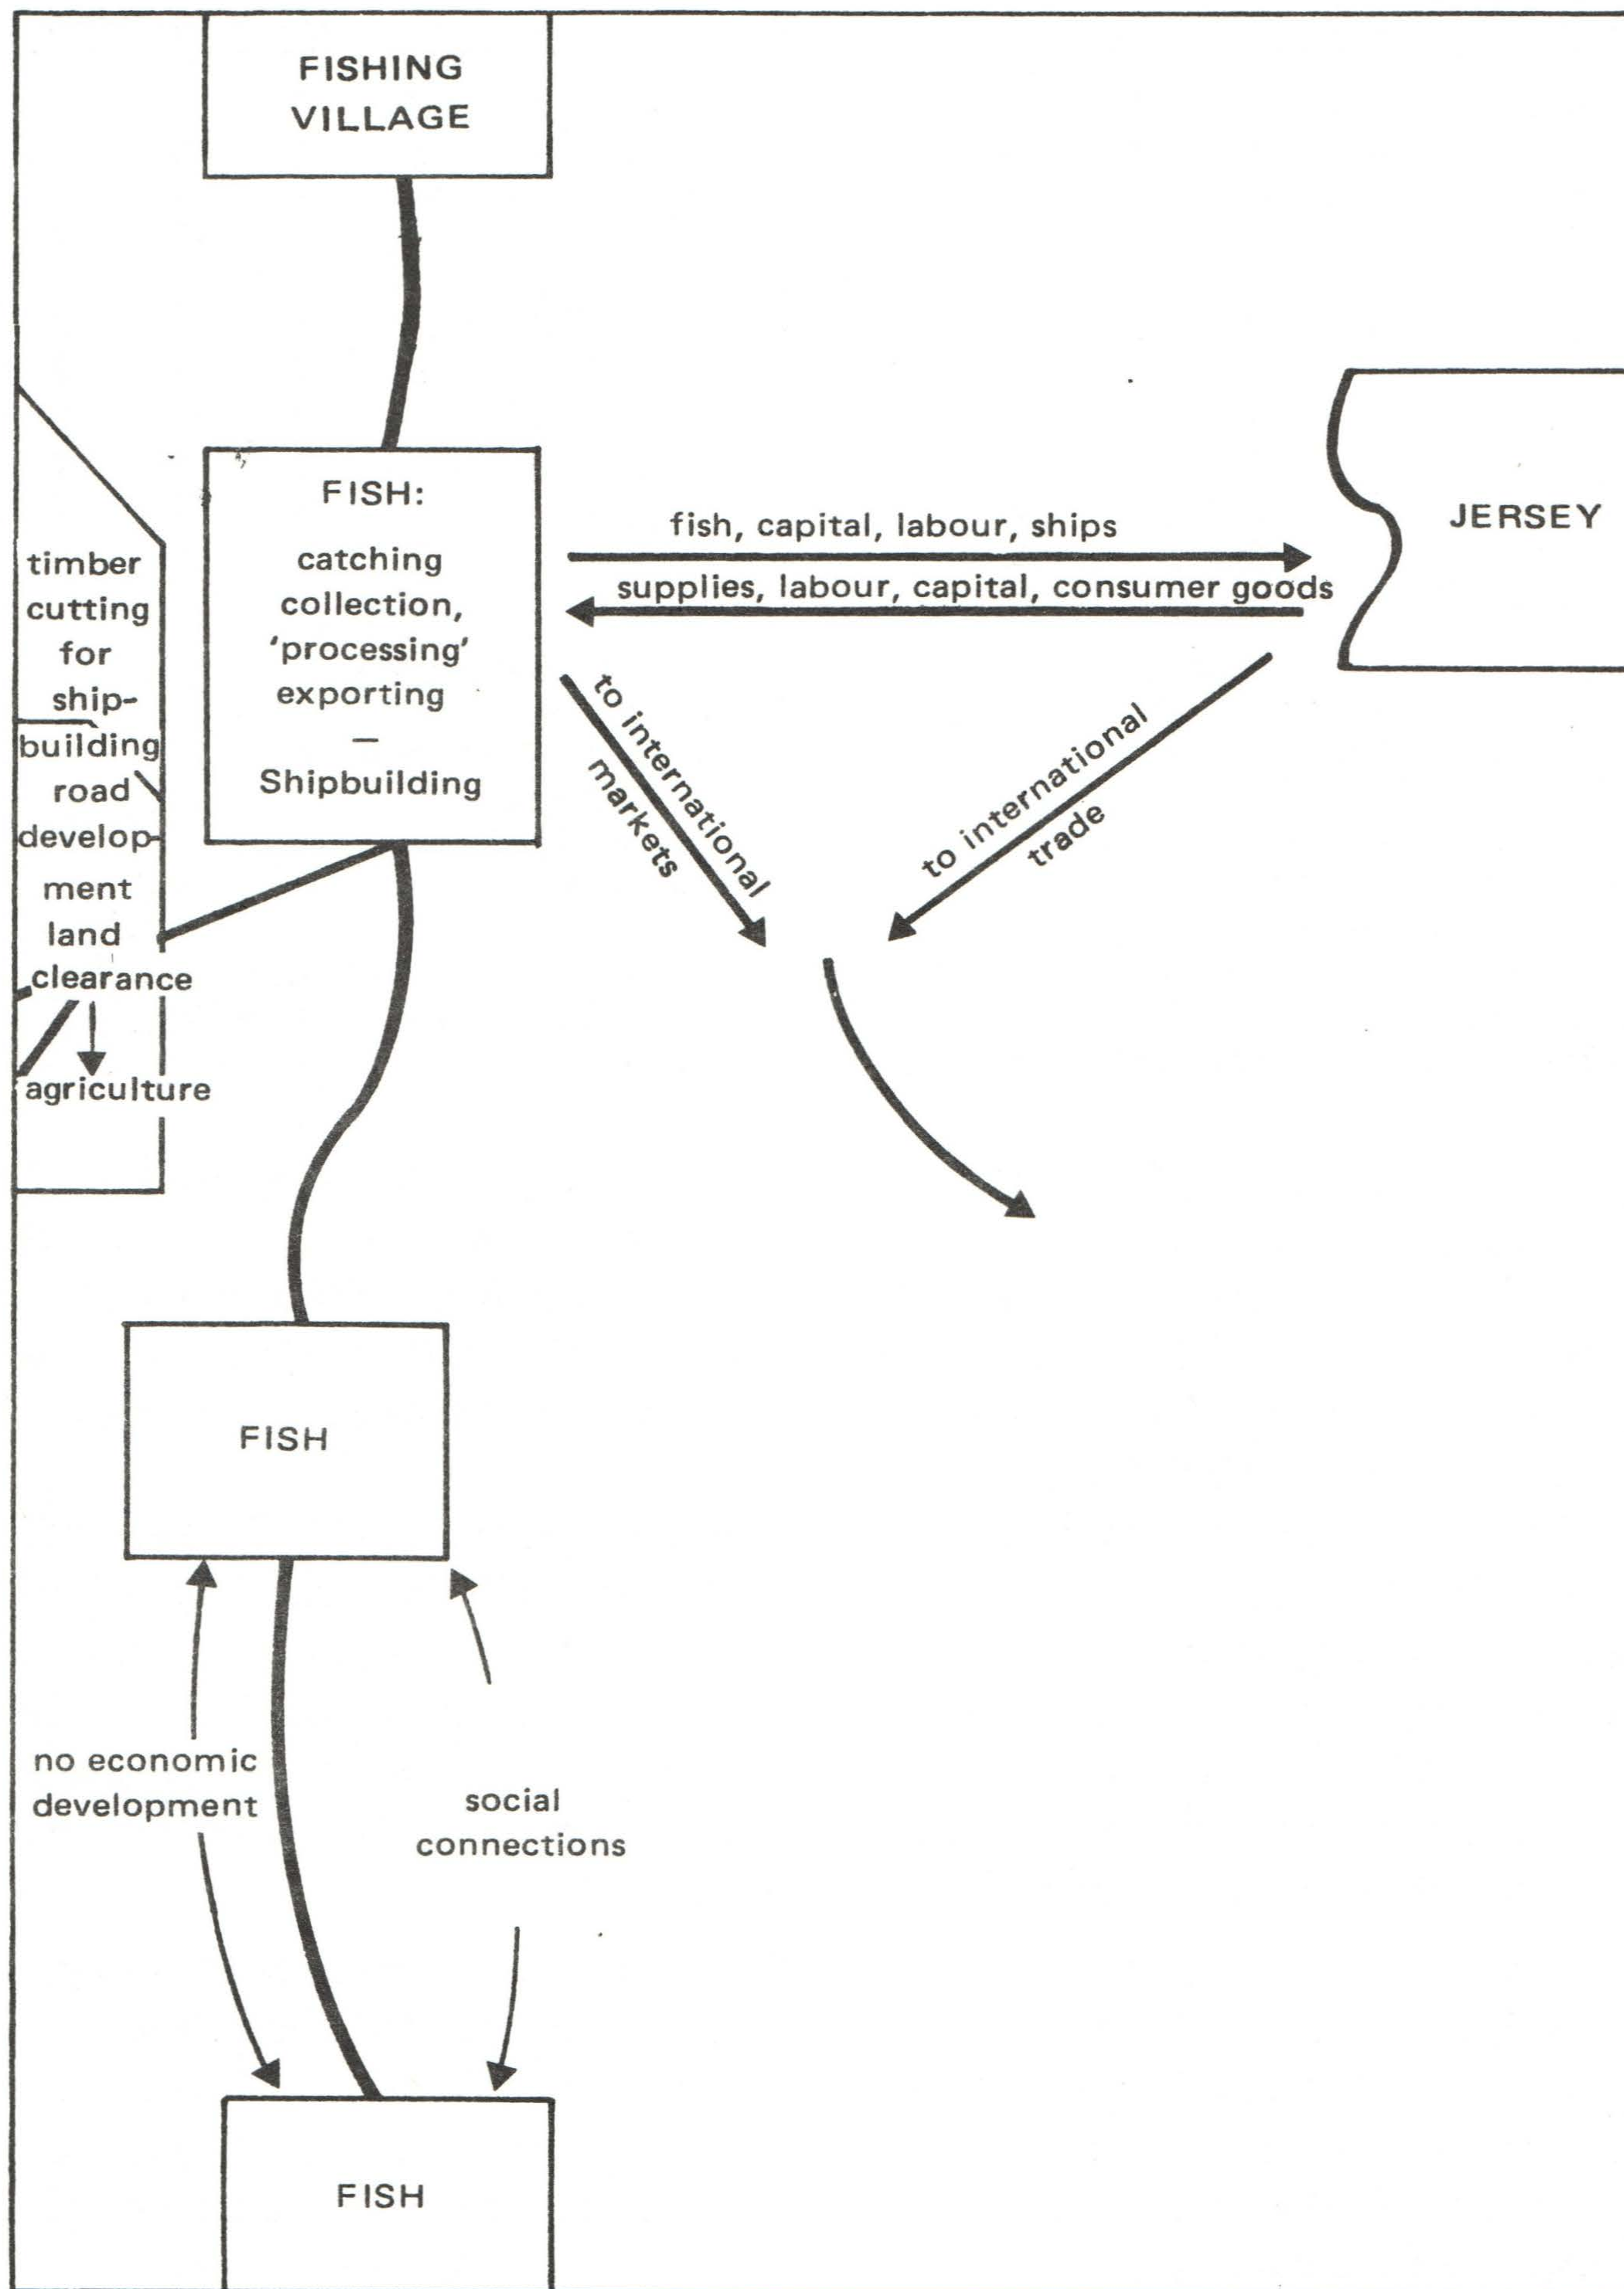 FISHING
VILLAGE
FISH:
catching
collection,
‘processing’
exporting
—
Shipbuilding
fish, capital, labour, ships
supplies, labour, capital, consumer goods
JERSEY
timber
cutting
for
ship-
building
road
develop-
ment
land
clearance
agriculture
to international
markets
to international
trade
FISH
no economic
development
social
connections
FISH